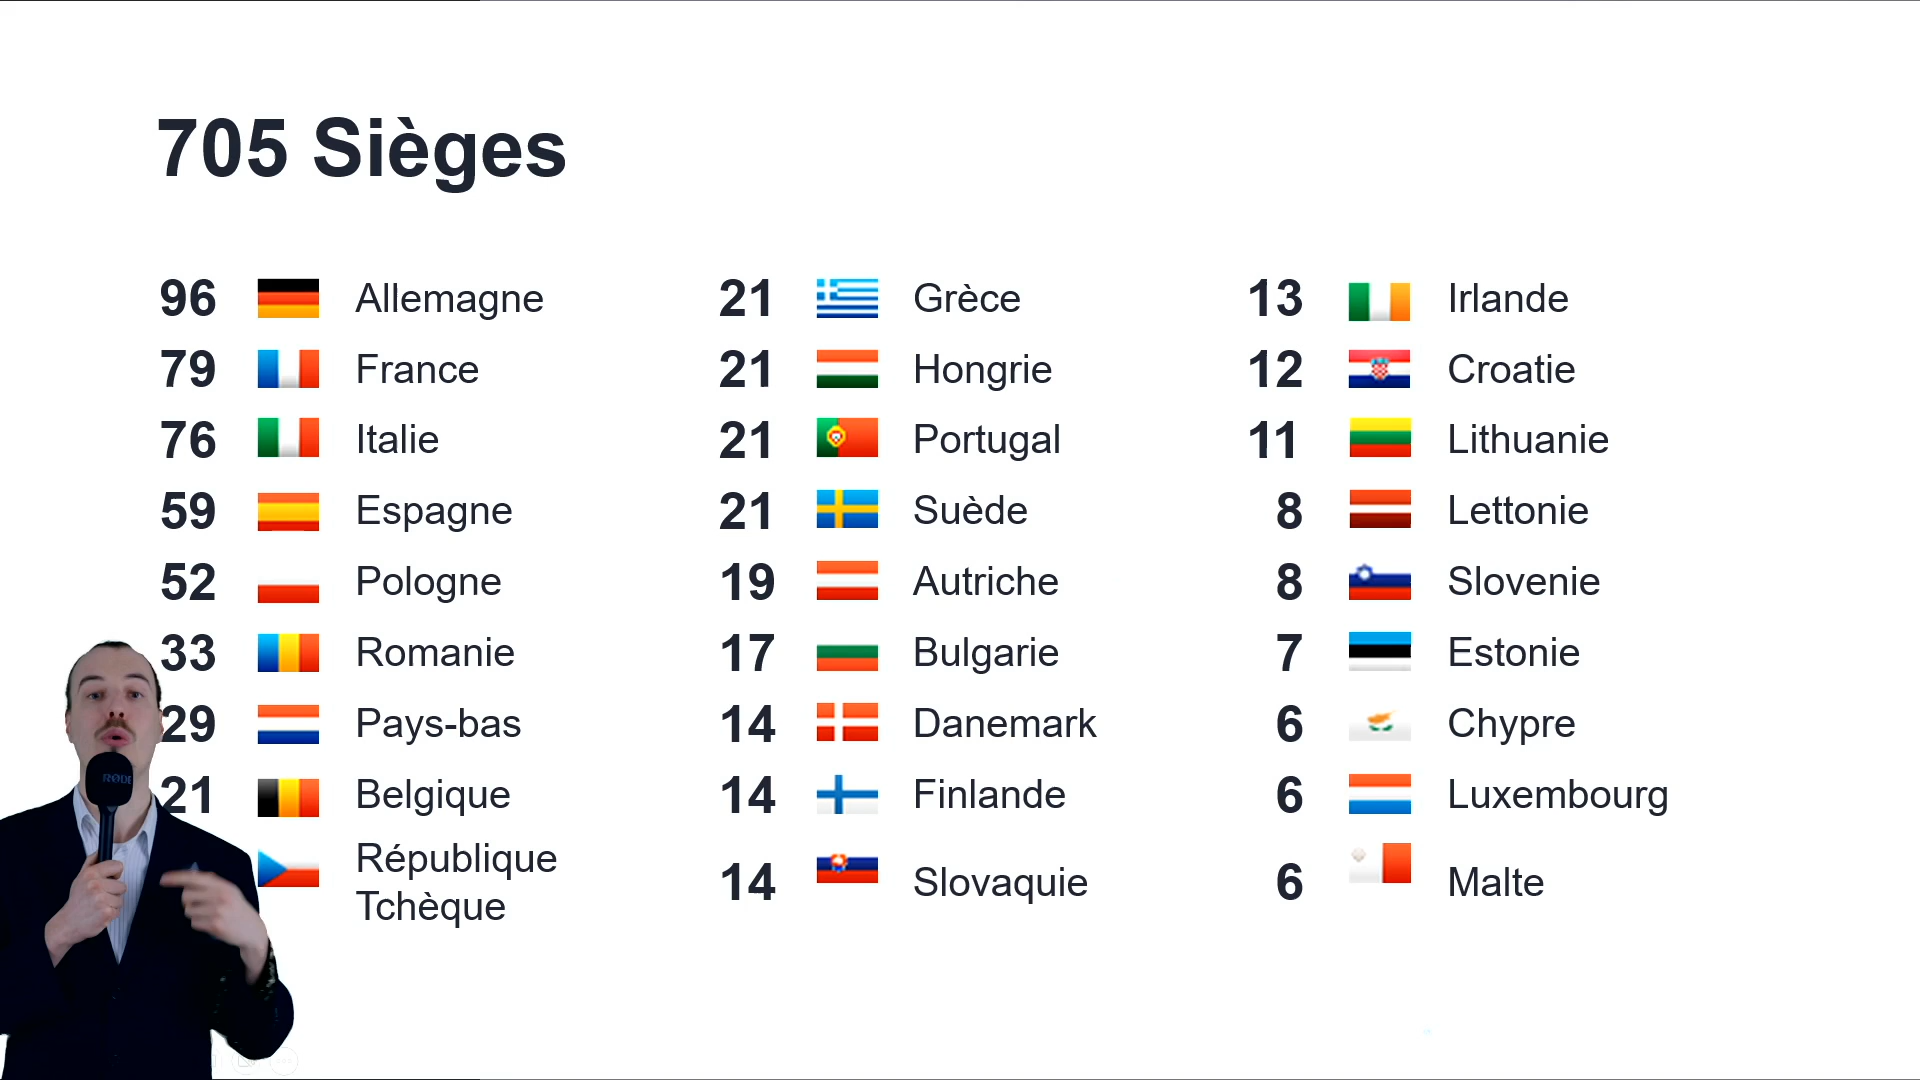 705 Sièges
96 Allemagne
79 France
76 Italie
59 Espagne
52 Pologne
33 Romanie
29 Pays-bas
21 Belgique
République
Tchèque
21 Grèce
21 Hongrie
21 Portugal
21 Suède
19 Autriche
17 Bulgarie
14 Danemark
14 Finlande
14 Slovaquie
13 Irlande
12 Croatie
11 Lithuanie
8 Lettonie
8 Slovenie
7 Estonie
6 Chypre
6 Luxembourg
6 Malte
RØDE